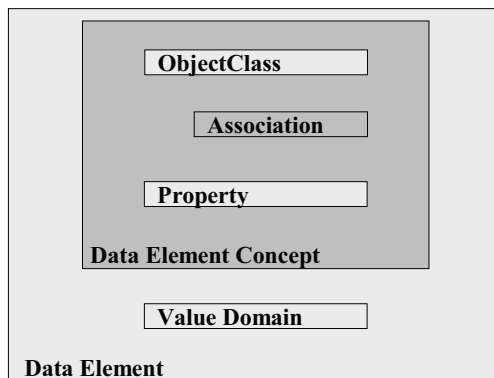 ObjectClass
Association
Property
Data Element Concept
Value Domain
Data Element